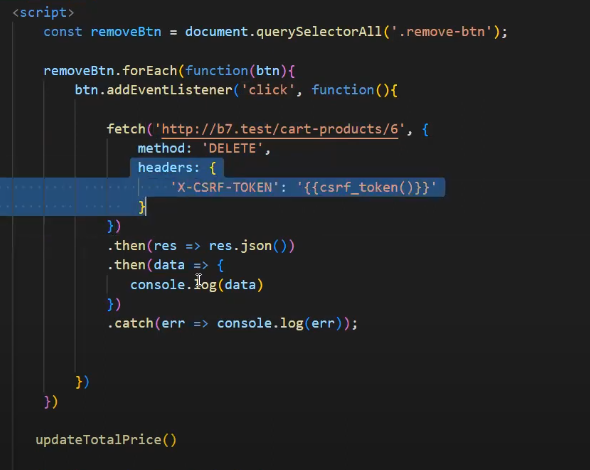 <script>
const removeBtn = document.querySelectorAll('.remove-btn');
removeBtn.forEach(function(btn){
btn.addEventListener('click', function(){
fetch('http://b7.test/cart-products/6', {
method: 'DELETE',
headers: {
'X-CSRF-TOKEN': '{{csrf_token()}}'
}
})
.then(res => res.json())
.then(data => {
console.log(data)
})
.catch(err => console.log(err));
})
})
updateTotalPrice()